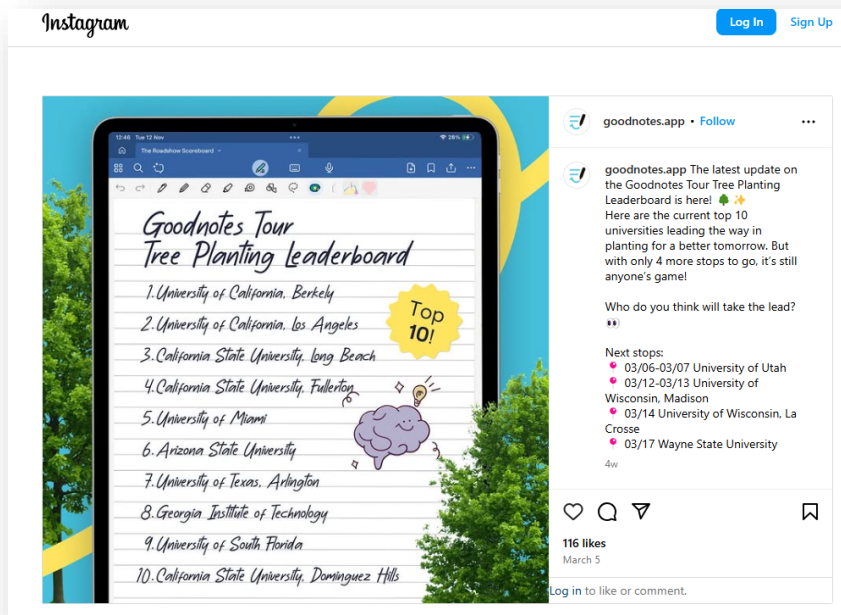 Instagram
Log In
Sign Up
12:46 Tue 12 Nov
28%
The Roadshow Scoreboard
Goodnotes Tour
Tree Planting Leaderboard
1. University of California, Berkely
2. University of California, Los Angeles
3. California State University, Long Beach
4. California State University, Fullerton
5. University of Miami
6. Arizona State University
7. University of Texas, Arlington
8. Georgia Institute of Technology
9. University of South Florida
10. California State University, Dominguez Hills
Top
10!
goodnotes.app • Follow
goodnotes.app The latest update on
the Goodnotes Tour Tree Planting
Leaderboard is here! 🌲✨
Here are the current top 10
universities leading the way in
planting for a better tomorrow. But
with only 4 more stops to go, it's still
anyone's game!
Who do you think will take the lead?
👀
Next stops:
📍 03/06-03/07 University of Utah
📍 03/12-03/13 University of
Wisconsin, Madison
📍 03/14 University of Wisconsin, La
Crosse
📍 03/17 Wayne State University
4w
116 likes
March 5
Log in to like or comment.